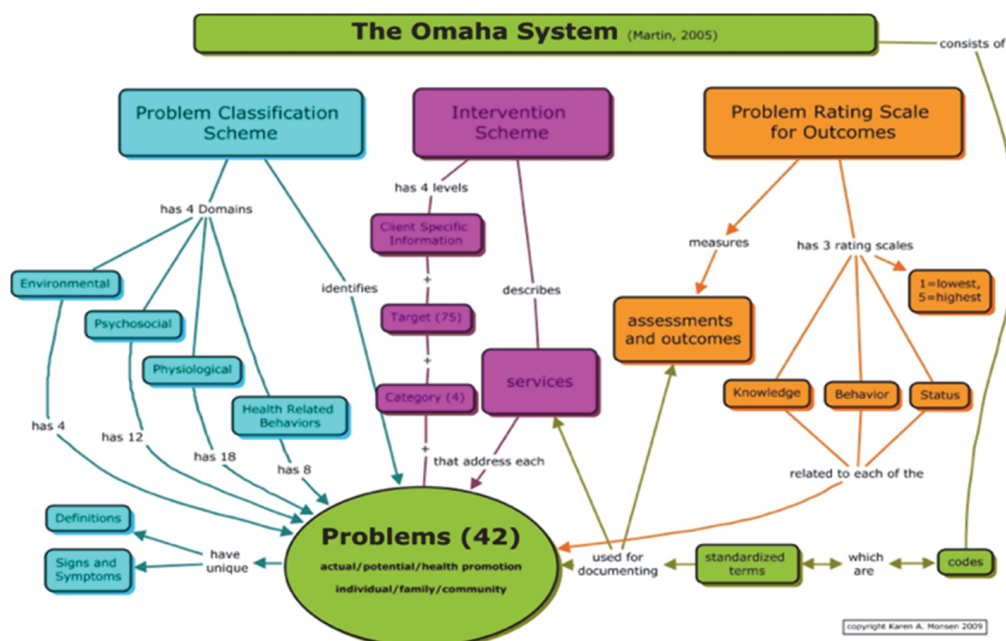 The Omaha System (Martin, 2005)
consists of
Problem Classification
Scheme
Intervention
Scheme
Problem Rating Scale
for Outcomes
has 4 Domains
Environmental
Psychosocial
Physiological
Health Related
Behaviors
has 4
has 12
has 18
has 8
identifies
has 4 levels
Client Specific
Information
+
Target (75)
+
Category (4)
+
describes
services
that address each
measures
assessments
and outcomes
has 3 rating scales
1=lowest,
5=highest
Knowledge
Behavior
Status
related to each of the
Problems (42)
actual/potential/health promotion
individual/family/community
have
unique
Definitions
Signs and
Symptoms
used for
documenting
standardized
terms
which
are
codes
copyright Karen A. Monsen 2009